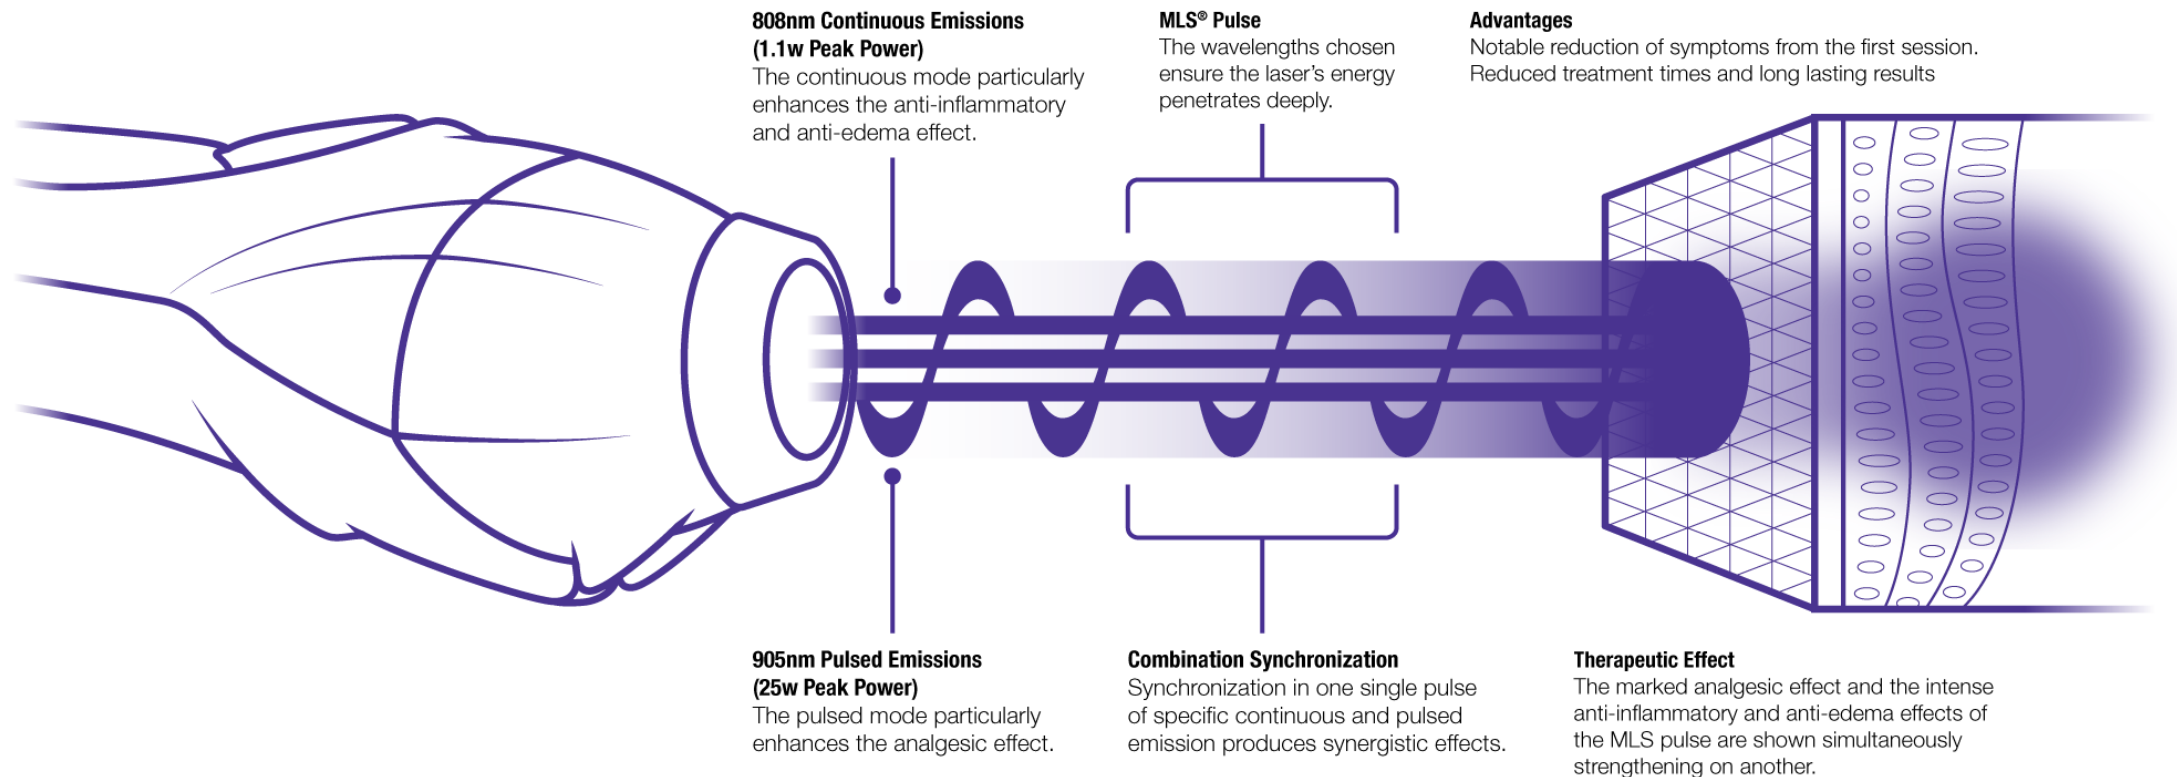 808nm Continuous Emissions
(1.1w Peak Power)
The continuous mode particularly
enhances the anti-inflammatory
and anti-edema effect.
MLS® Pulse
The wavelengths chosen
ensure the laser's energy
penetrates deeply.
Advantages
Notable reduction of symptoms from the first session.
Reduced treatment times and long lasting results
905nm Pulsed Emissions
(25w Peak Power)
The pulsed mode particularly
enhances the analgesic effect.
Combination Synchronization
Synchronization in one single pulse
of specific continuous and pulsed
emission produces synergistic effects.
Therapeutic Effect
The marked analgesic effect and the intense
anti-inflammatory and anti-edema effects of
the MLS pulse are shown simultaneously
strengthening on another.